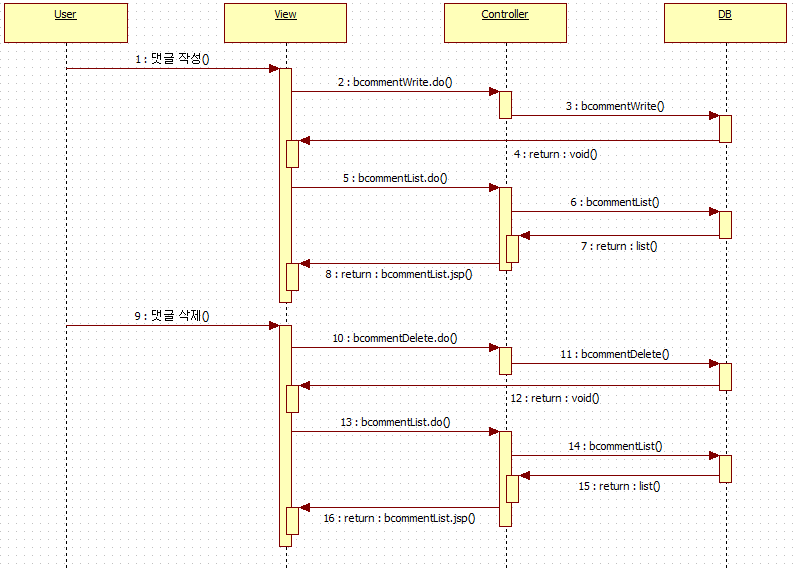 User
View
Controller
DB
1 : 댓글 작성()
2 : bcommentWrite.do()
3 : bcommentWrite()
4 : return : void()
5 : bcommentList.do()
6 : bcommentList()
7 : return : list()
8 : return : bcommentList.jsp()
9 : 댓글 삭제()
10 : bcommentDelete.do()
11 : bcommentDelete()
12 : return : void()
13 : bcommentList.do()
14 : bcommentList()
15 : return : list()
16 : return : bcommentList.jsp()